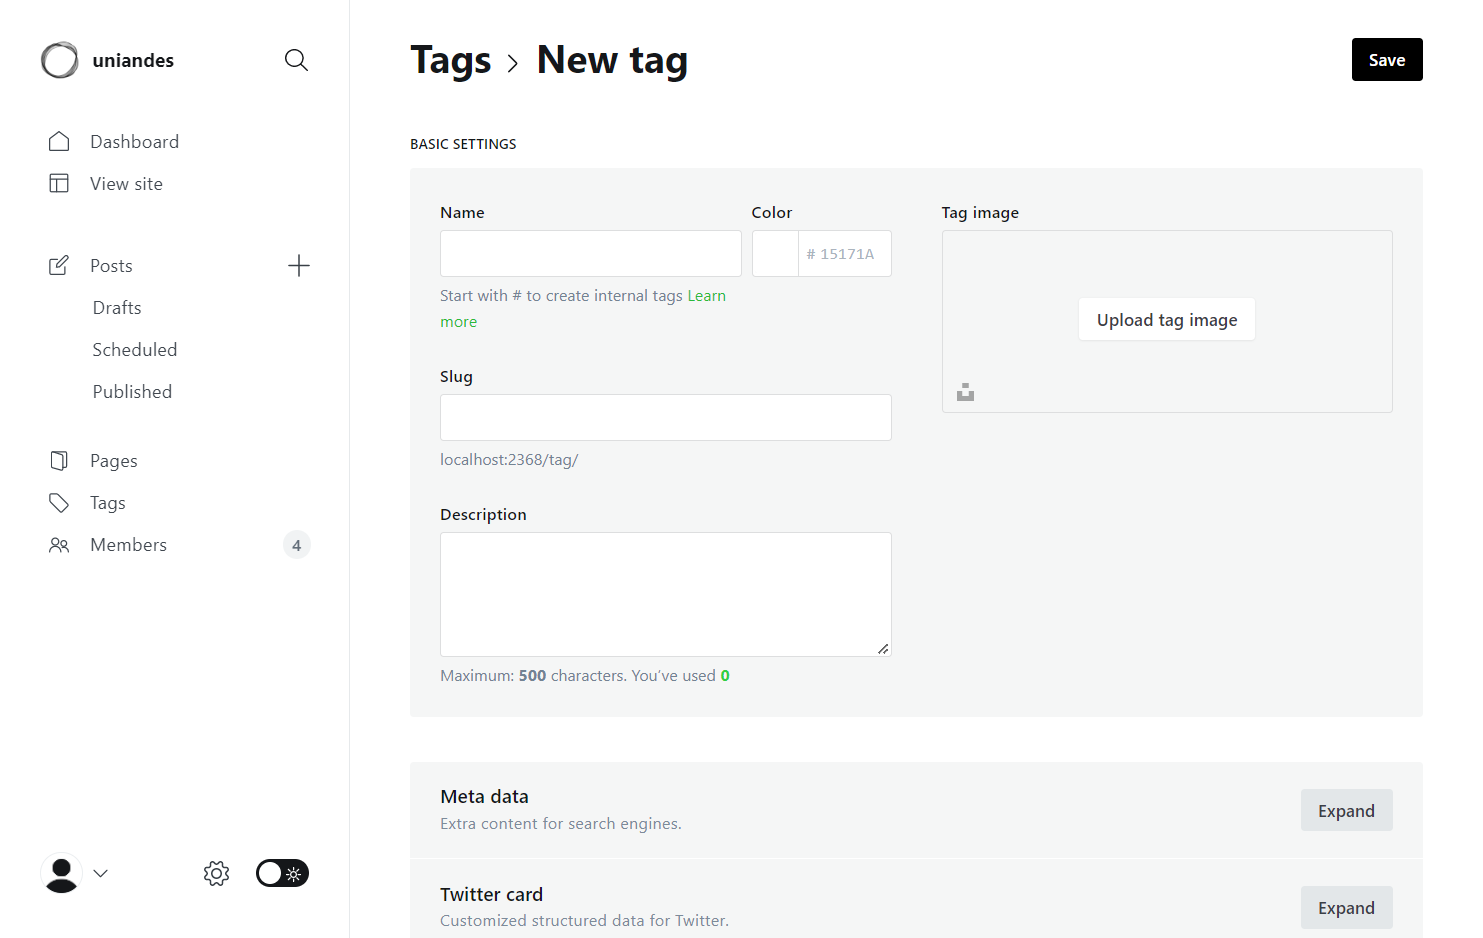 uniandes
Dashboard
View site
Posts
Drafts
Scheduled
Published
Pages
Tags
Members
4
Tags
New tag
Save
BASIC SETTINGS
Name
Color
# 15171A
Start with # to create internal tags Learn
more
Slug
localhost:2368/tag/
Description
Maximum: 500 characters. You’ve used 0
Tag image
Upload tag image
Meta data
Extra content for search engines.
Expand
Twitter card
Customized structured data for Twitter.
Expand